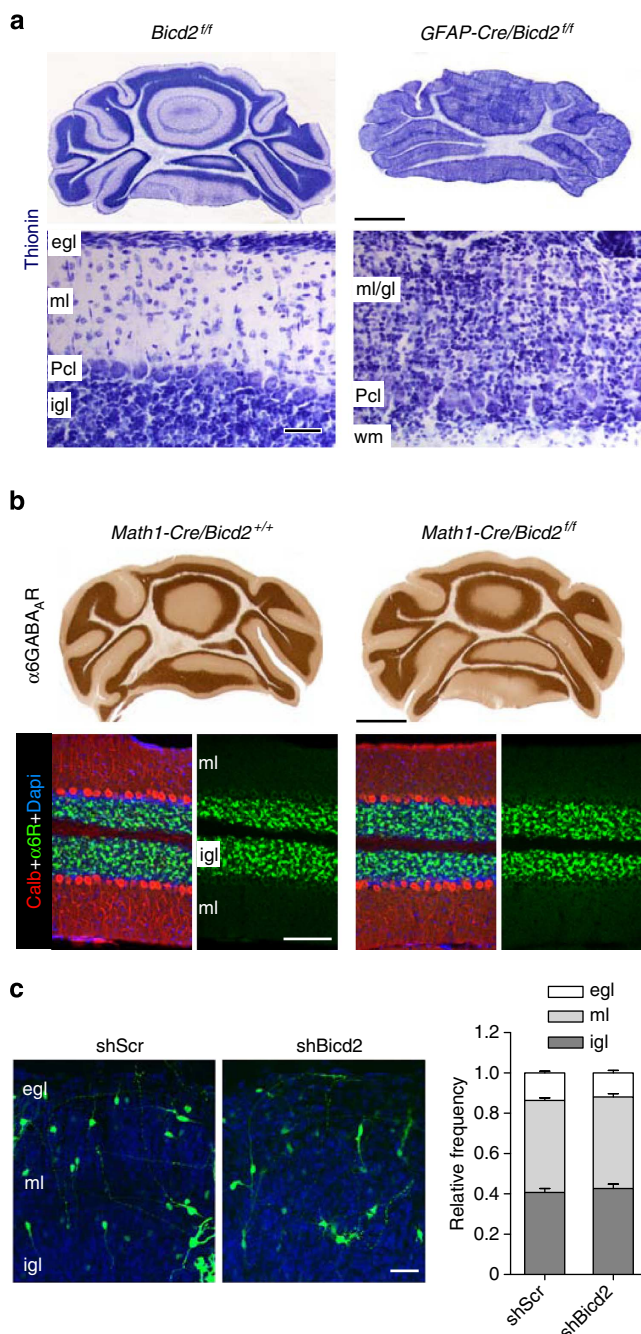 a
Bicd2f/f
GFAP-Cre/Bicd2f/f
Thionin
egl
ml
Pcl
igl
ml/gl
Pcl
wm
b
Math1-Cre/Bicd2+/+
Math1-Cre/Bicd2f/f
α6GABAAR
Calb+α6R+Dapi
ml
igl
ml
c
shScr
shBicd2
egl
ml
igl
egl
ml
igl
Relative frequency
1.2
1.0
0.8
0.6
0.4
0.2
0
shScr
shBicd2